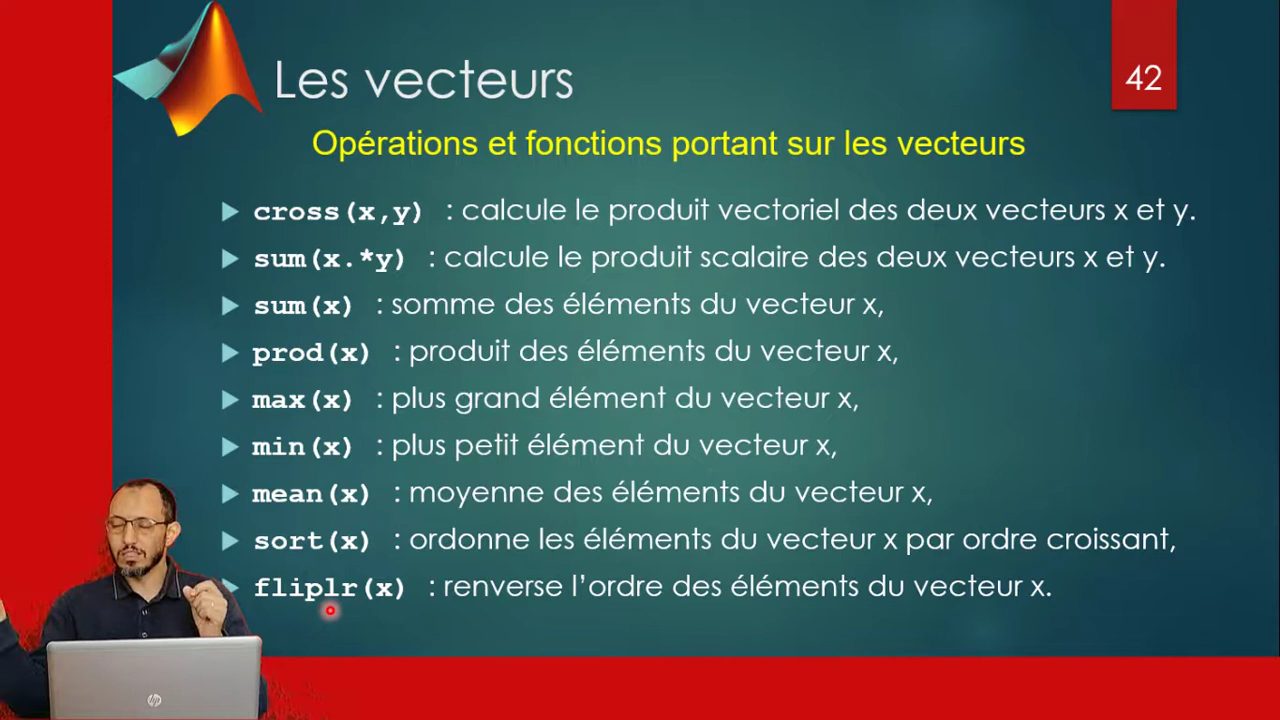 Les vecteurs
42
Opérations et fonctions portant sur les vecteurs
cross(x,y) : calcule le produit vectoriel des deux vecteurs x et y.
sum(x.*y) : calcule le produit scalaire des deux vecteurs x et y.
sum(x) : somme des éléments du vecteur x,
prod(x) : produit des éléments du vecteur x,
max(x) : plus grand élément du vecteur x,
min(x) : plus petit élément du vecteur x,
mean(x) : moyenne des éléments du vecteur x,
sort(x) : ordonne les éléments du vecteur x par ordre croissant,
fliplr(x) : renverse l’ordre des éléments du vecteur x.
hp